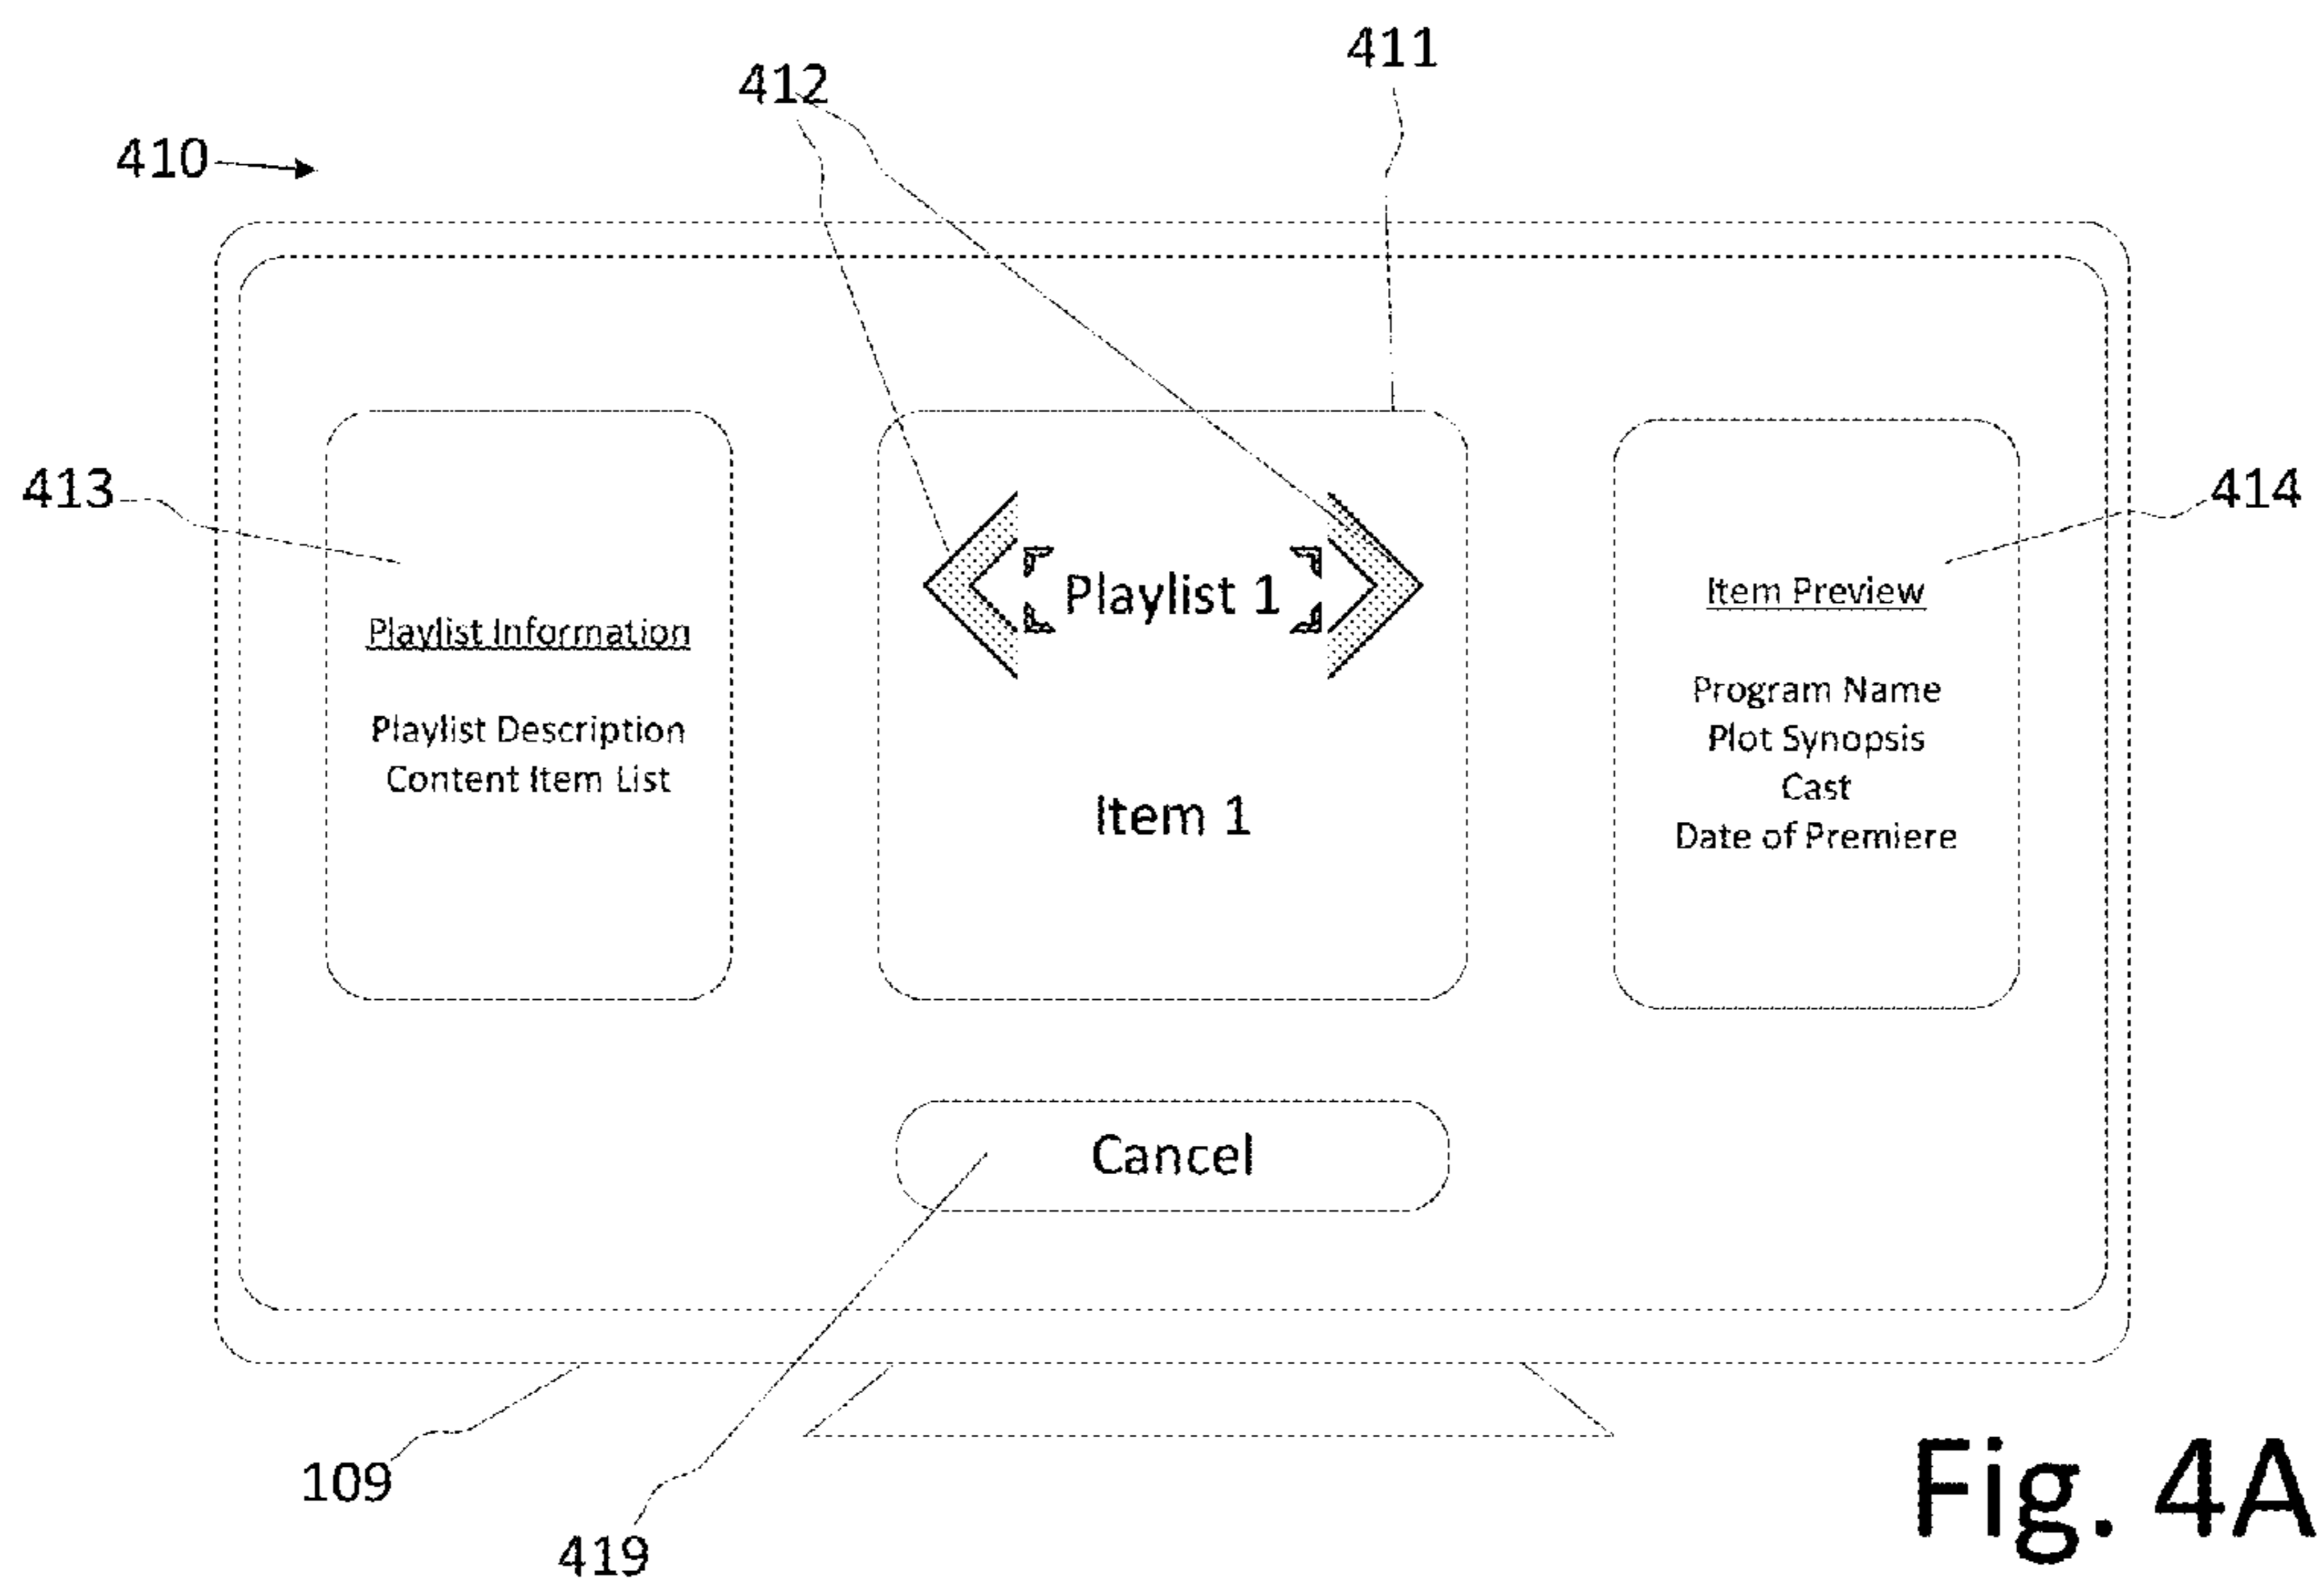 411
412
410
413
414
Playlist Information
Playlist Description
Content Item List
Playlist 1
Item 1
Item Preview
Program Name
Plot Synopsis
Cast
Date of Premiere
Cancel
109
419
Fig. 4A